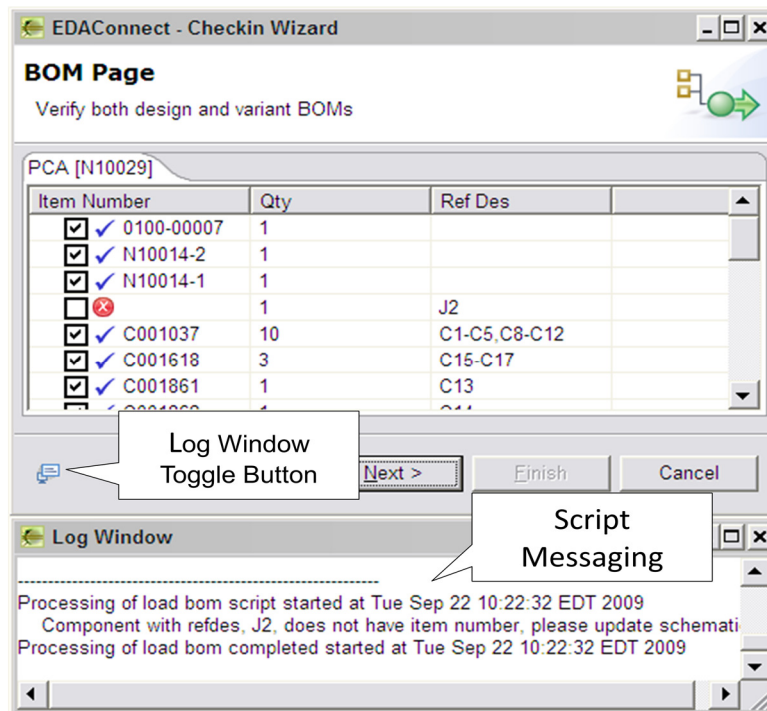 EDAConnect - Checkin Wizard
BOM Page
Verify both design and variant BOMs
PCA [N10029]
Item Number Qty Ref Des
0100-00007 1
N10014-2 1
N10014-1 1
1 J2
C001037 10 C1-C5,C8-C12
C001618 3 C15-C17
C001861 1 C13
Log Window
Toggle Button
Next > Finish Cancel
Script
Messaging
Log Window
Processing of load bom script started at Tue Sep 22 10:22:32 EDT 2009
Component with refdes, J2, does not have item number, please update schemati
Processing of load bom completed started at Tue Sep 22 10:22:32 EDT 2009